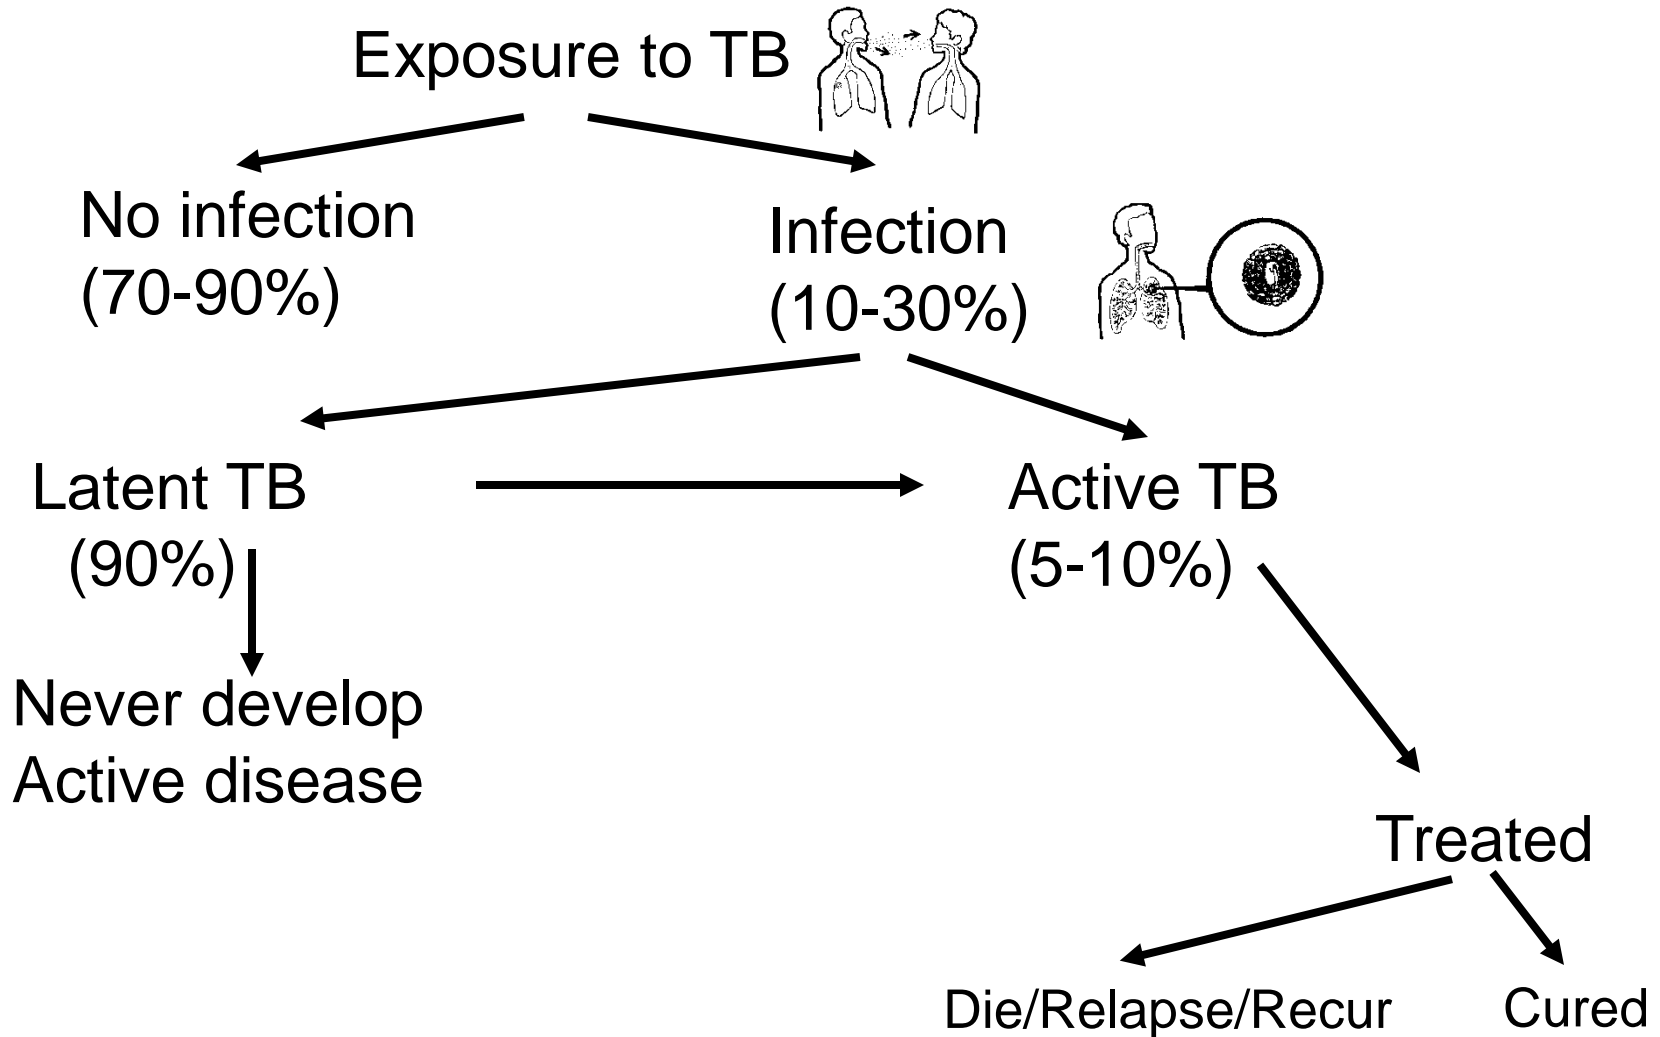 Exposure to TB
No infection
(70-90%)
Infection
(10-30%)
Latent TB
(90%)
Active TB
(5-10%)
Never develop
Active disease
Treated
Die/Relapse/Recur
Cured